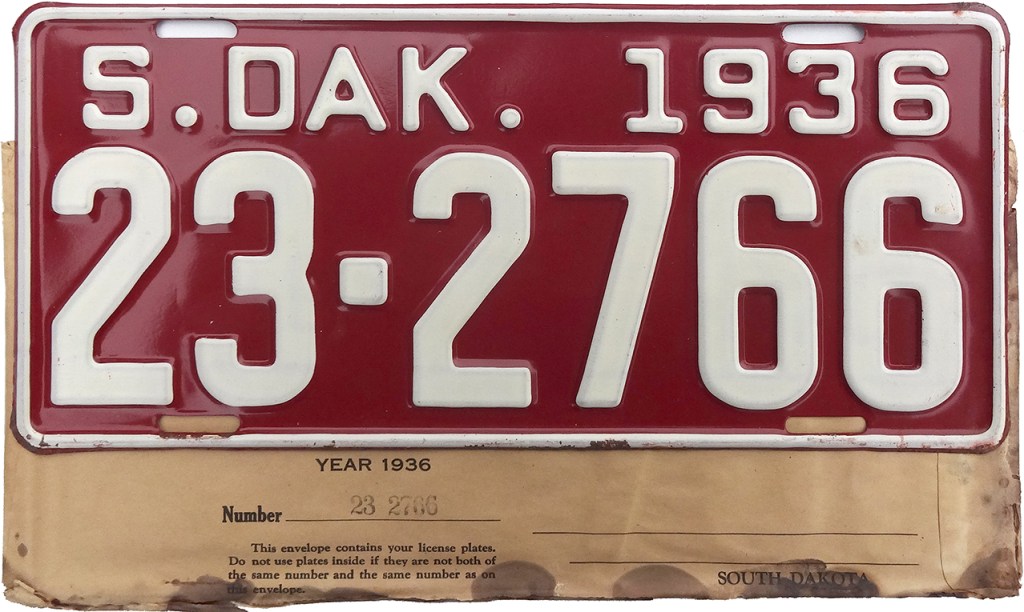 S. DAK. 1936
23-2766
YEAR 1936
Number 23 2766
This envelope contains your license plates.
Do not use plates inside if they are not both of
the same number and the same number as on
this envelope.
SOUTH DAKOTA